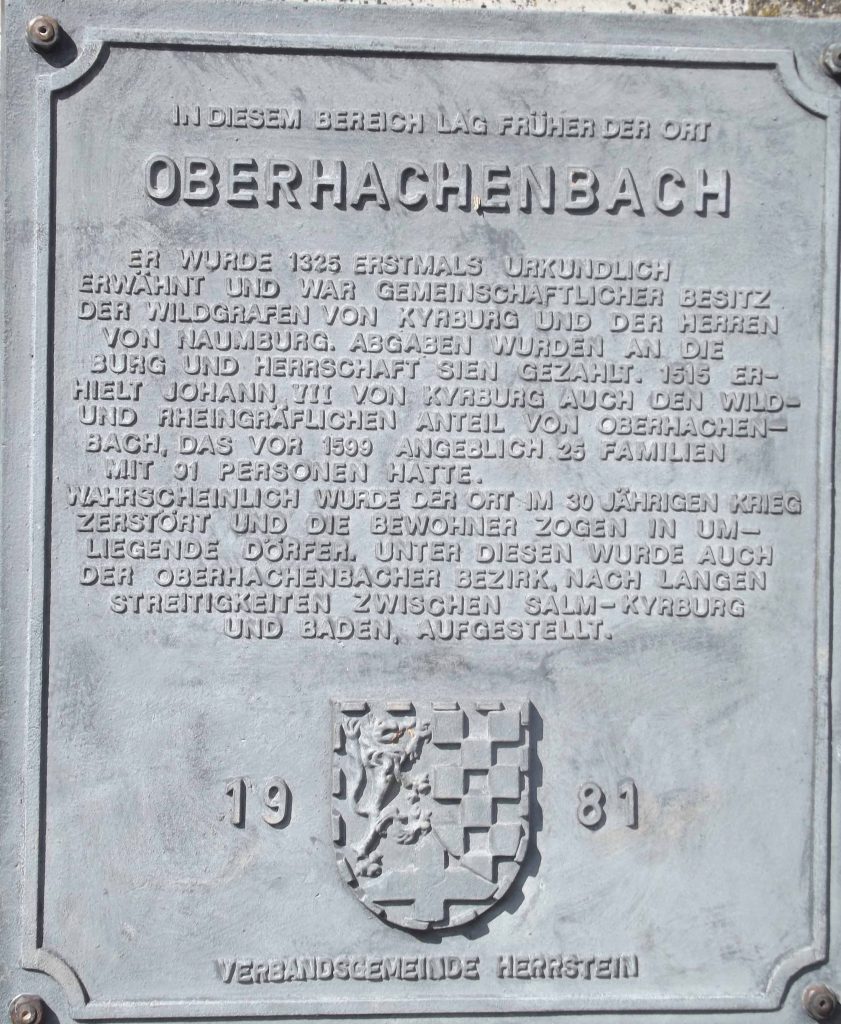 IN DIESEM BEREICH LAG FRÜHER DER ORT
OBERHACHENBACH
ER WURDE 1325 ERSTMALS URKUNDLICH
ERWÄHNT UND WAR GEMEINSCHAFTLICHER BESITZ
DER WILDGRAFEN VON KYRBURG UND DER HERREN
VON NAUMBURG. ABGABEN WURDEN AN DIE
BURG UND HERRSCHAFT SIEN GEZAHLT. 1515 ER-
HIELT JOHANN VII VON KYRBURG AUCH DEN WILD-
UND RHEINGRÄFLICHEN ANTEIL VON OBERHACHEN-
BACH, DAS VOR 1599 ANGEBLICH 25 FAMILIEN
MIT 91 PERSONEN HATTE.
WAHRSCHEINLICH WURDE DER ORT IM 30 JÄHRIGEN KRIEG
ZERSTÖRT UND DIE BEWOHNER ZOGEN IN UM-
LIEGENDE DÖRFER. UNTER DIESEN WURDE AUCH
DER OBERHACHENBACHER BEZIRK, NACH LANGEN
STREITIGKEITEN ZWISCHEN SALM-KYRBURG
UND BADEN, AUFGESTELLT.
1981
VERBANDSGEMEINDE HERRSTEIN